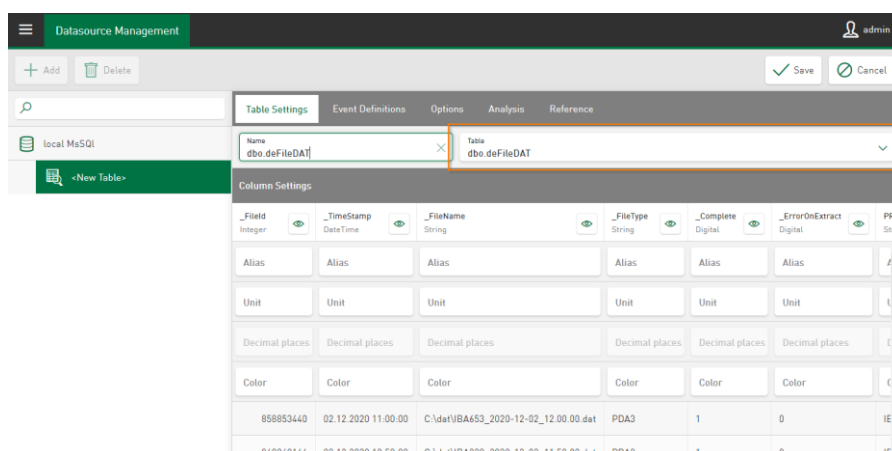 Datasource Management
admin
Add Delete Save Cancel
Table Settings Event Definitions Options Analysis Reference
Name Table
local MsSQl dbo.deFileDAT dbo.deFileDAT
<New Table>
Column Settings
_FileId _TimeStamp _FileName _FileType _Complete _ErrorOnExtract
Integer DateTime String String Digital Digital
Alias Alias Alias Alias Alias Alias
Unit Unit Unit Unit Unit Unit
Decimal places Decimal places Decimal places Decimal places Decimal places Decimal places
Color Color Color Color Color Color
858853440 02.12.2020 11:00:00 C:\dat\IBA653_2020-12-02_12.00.00.dat PDA3 1 0